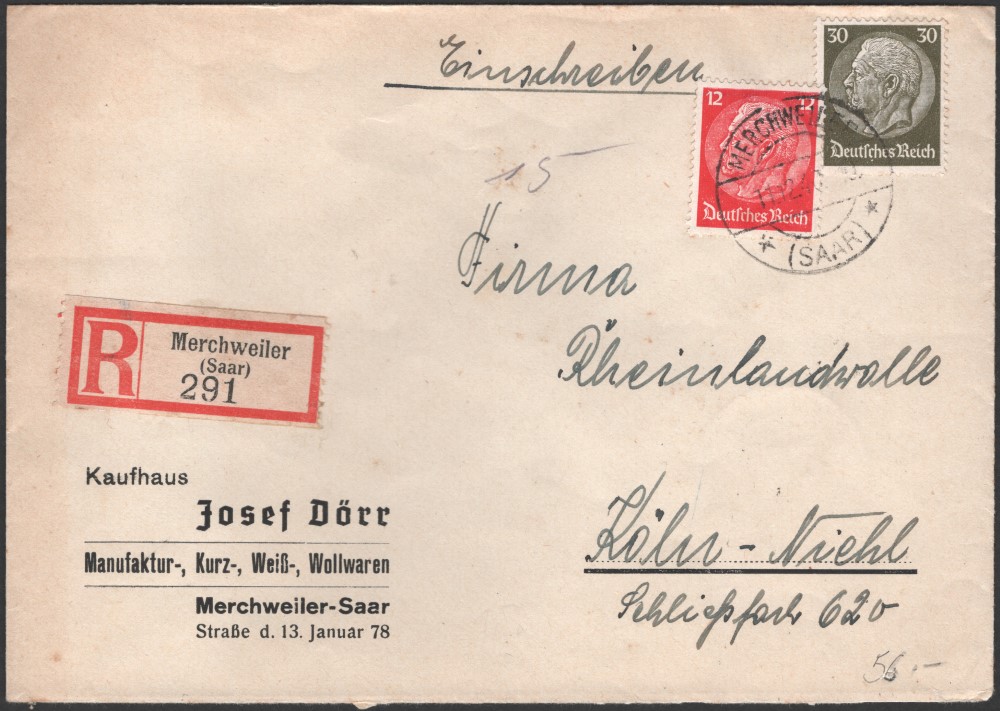 Einschreiben
30 30
Deutsches Reich
12 12
Deutsches Reich
MERCHWEILER
(SAAR)
15
Firma
Rheinlandwolle
Köln - Niehl
Schließfach 620
R
Merchweiler
(Saar)
291
Kaufhaus
Josef Dörr
Manufaktur-, Kurz-, Weiß-, Wollwaren
Merchweiler-Saar
Straße d. 13. Januar 78
56.-